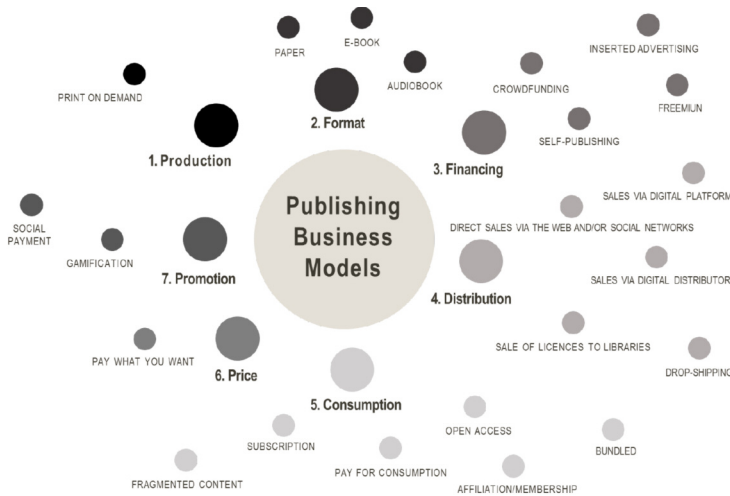 PAPER
E-BOOK
AUDIOBOOK
2. Format
PRINT ON DEMAND
1. Production
CROWDFUNDING
INSERTED ADVERTISING
FREEMIUN
SELF-PUBLISHING
3. Financing
Publishing
Business
Models
SALES VIA DIGITAL PLATFORM
DIRECT SALES VIA THE WEB AND/OR SOCIAL NETWORKS
SALES VIA DIGITAL DISTRIBUTOR
4. Distribution
SALE OF LICENCES TO LIBRARIES
DROP-SHIPPING
5. Consumption
OPEN ACCESS
BUNDLED
SUBSCRIPTION
PAY FOR CONSUMPTION
AFFILIATION/MEMBERSHIP
FRAGMENTED CONTENT
6. Price
PAY WHAT YOU WANT
7. Promotion
SOCIAL
PAYMENT
GAMIFICATION